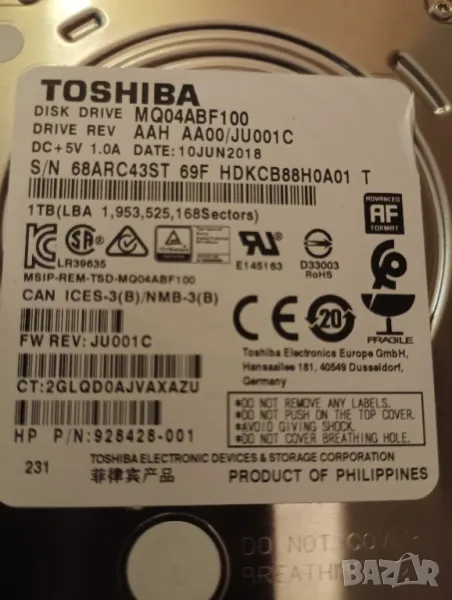 TOSHIBA
DISK DRIVE MQ04ABF100
DRIVE REV AAH AA00/JU001C
DC+5V 1.0A DATE:10JUN2018
S/N 68ARC43ST 69F HDKCB88H0A01 T
1TB(LBA 1,953,525,168Sectors)
ADVANCED
AF
FORMAT
LR39635
E145163
D33003
RoHS
MSIP-REM-TSD-MQ04ABF100
CAN ICES-3(B)/NMB-3(B)
CE
20
FRAGILE
FW REV:JU001C
Toshiba Electronics Europe GmbH,
Hansaallee 181, 40549 Dusseldorf,
Germany
CT:2GLQD0AJVAXAZU
•DO NOT REMOVE ANY LABELS.
•DO NOT PUSH ON THE TOP COVER.
•AVOID GIVING SHOCK.
•DO NOT COVER BREATHING HOLE.
HP P/N:928428-001
TOSHIBA ELECTRONIC DEVICES & STORAGE CORPORATION
231
菲律宾产品
PRODUCT OF PHILIPPINES
DO NOT COVER
BREATHIN
BAZAR